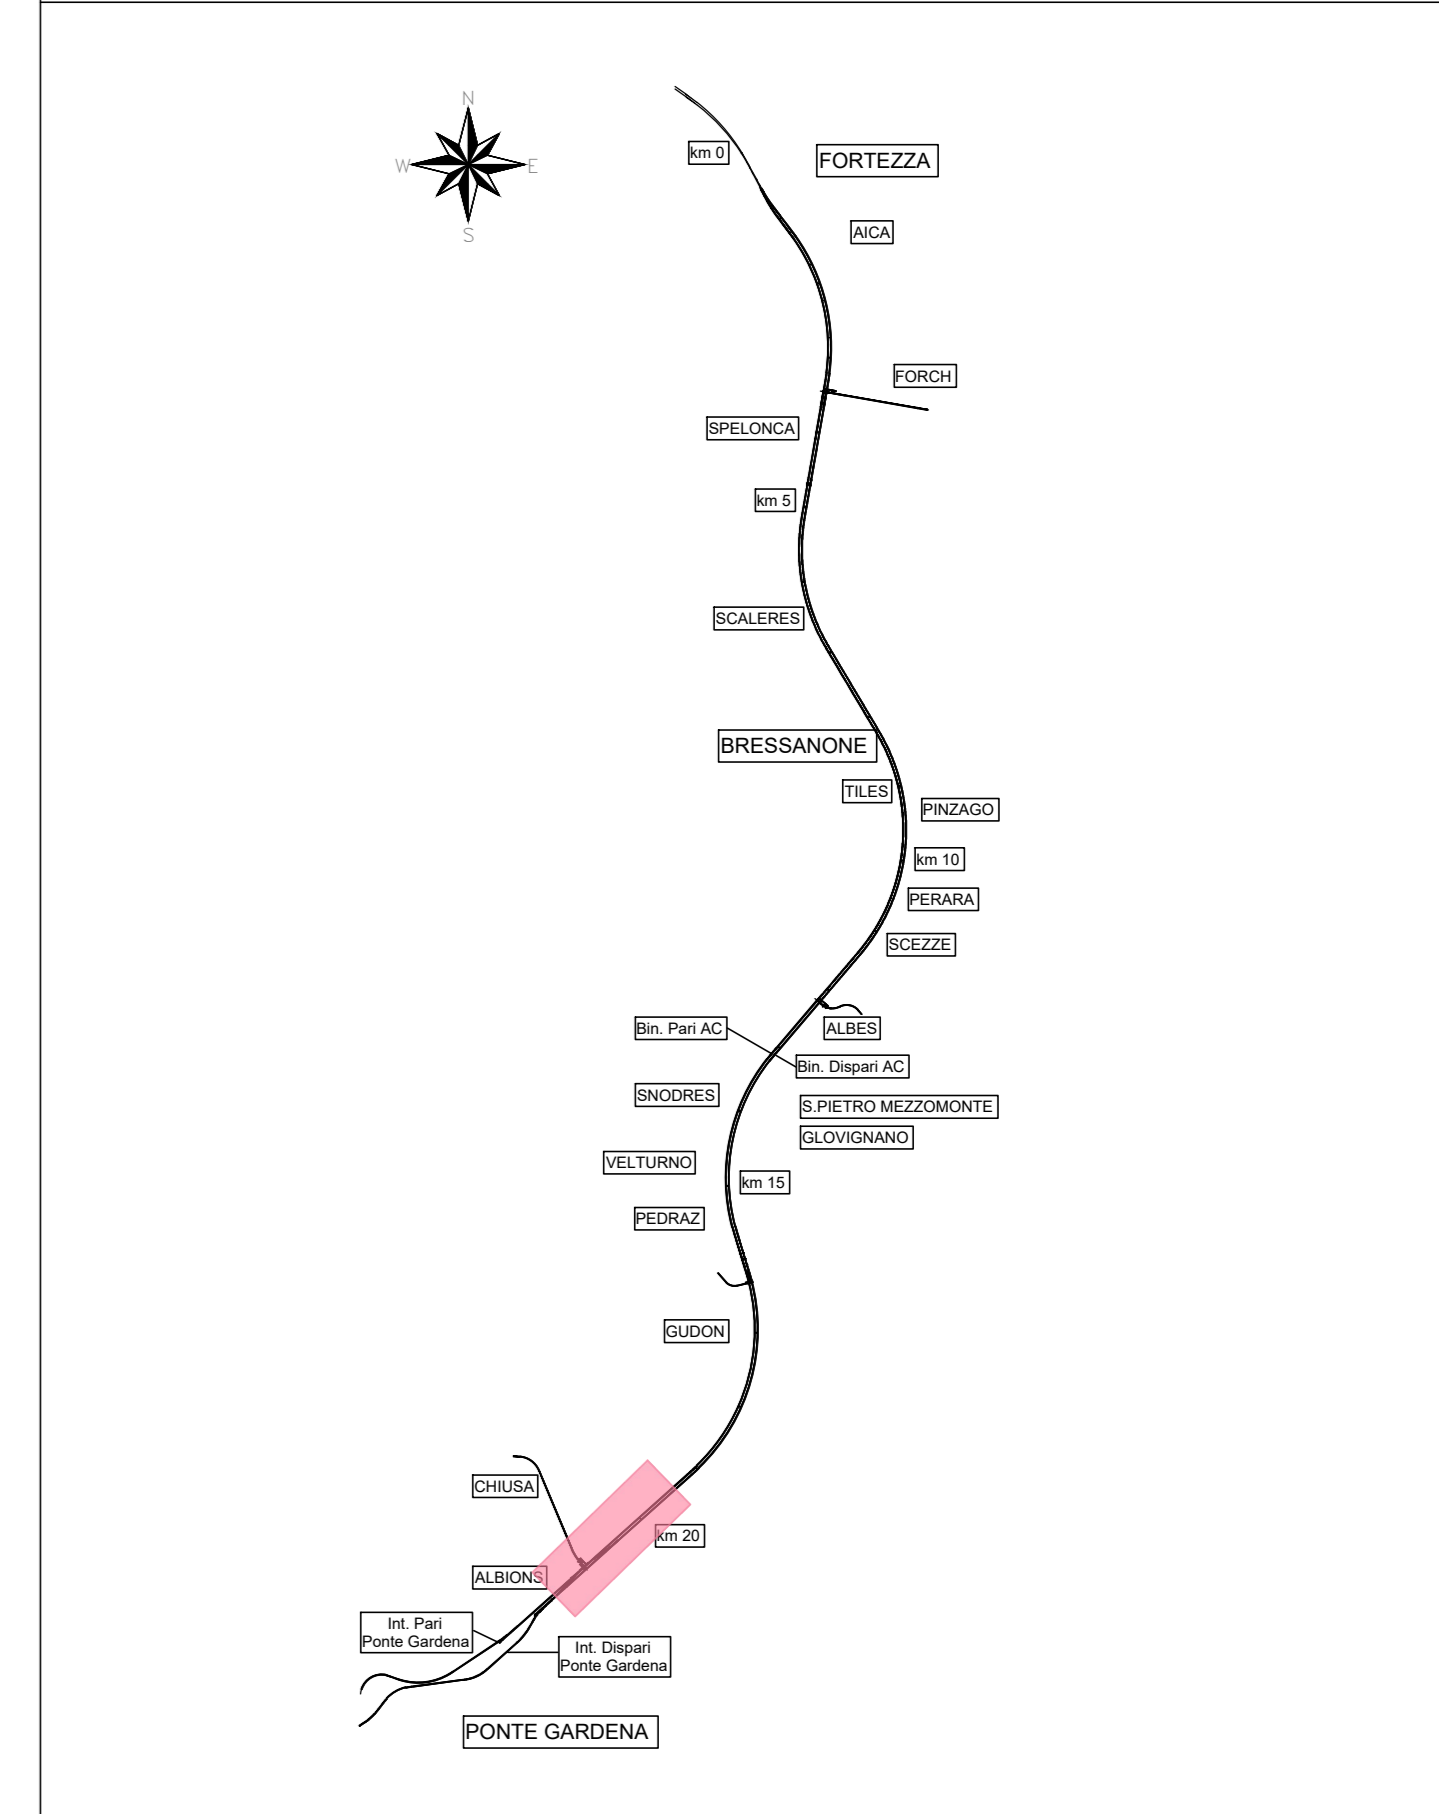 N
km 0
FORTEZZA
W
E
AICA
S
FORCH
SPELONCA
km 5
SCALERES
BRESSANONE
TILES
PINZAGO
km 10
PERARA
SCEZZE
Bin. Pari AC
ALBES
Bin. Dispari AC
SNODRES
S.PIETRO MEZZOMONTE
GLOVIGNANO
VELTURNO
km 15
PEDRAZ
GUDON
CHIUSA
km 20
ALBIONS
Int. Pari
Ponte Gardena
Int. Dispari
Ponte Gardena
PONTE GARDENA